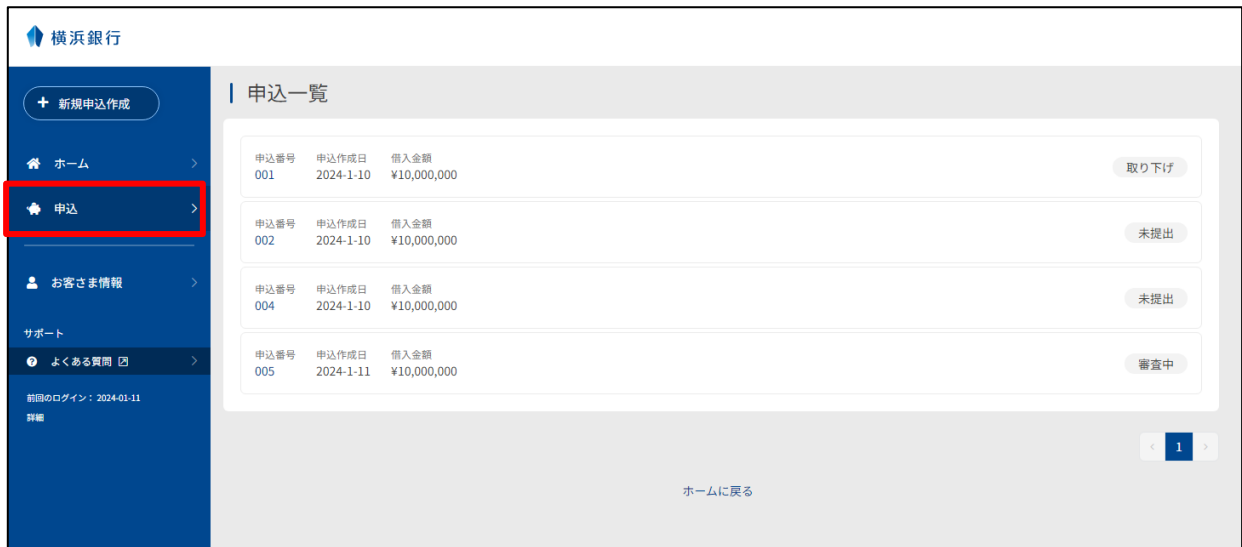 横浜銀行
新規申込作成
ホーム
申込
お客さま情報
サポート
よくある質問
前回のログイン： 2024-01-11
詳細
申込一覧
申込番号 申込作成日 借入金額
001 2024-1-10 ¥10,000,000
取り下げ
申込番号 申込作成日 借入金額
002 2024-1-10 ¥10,000,000
未提出
申込番号 申込作成日 借入金額
004 2024-1-10 ¥10,000,000
未提出
申込番号 申込作成日 借入金額
005 2024-1-11 ¥10,000,000
審査中
1
ホームに戻る